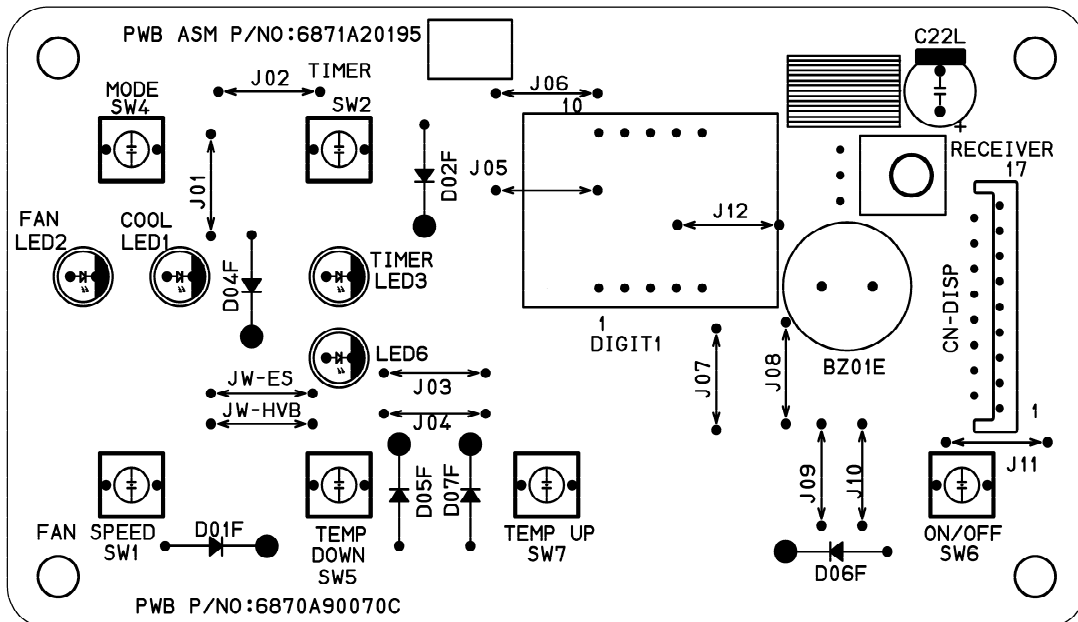 PWB ASM P/NO:6871A20195
C22L
+
MODE
SW4
J02
TIMER
SW2
J06
10
RECEIVER
17
J01
D02F
J05
J12
FAN
LED2
COOL
LED1
D04F
TIMER
LED3
CN-DISP
1
DIGIT1
LED6
J07
J08
BZ01E
JW-ES
J03
JW-HVB
J04
1
J11
D05F
D07F
J09
J10
FAN SPEED
SW1
D01F
TEMP
DOWN
SW5
TEMP UP
SW7
ON/OFF
SW6
D06F
PWB P/NO:6870A90070C